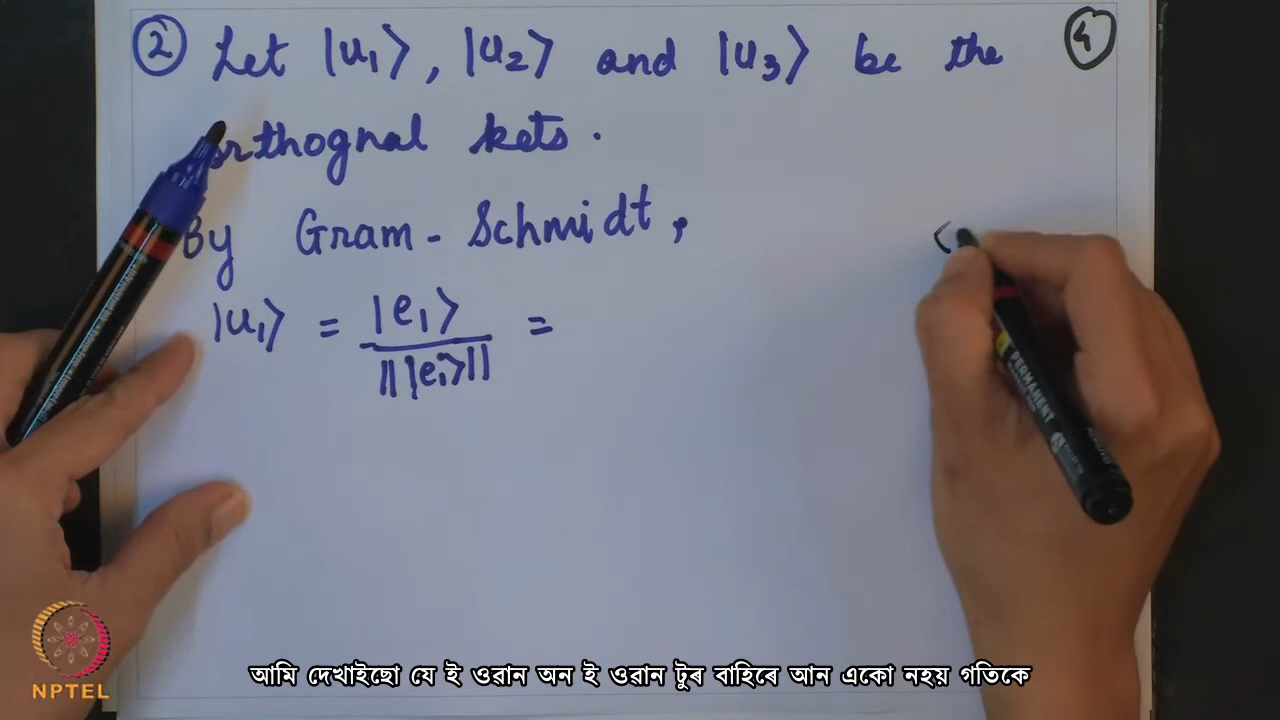 ② Let |u₁⟩, |u₂⟩ and |u₃⟩ be the ④
orthognal kets.
By Gram - Schmidt,
|u₁⟩ = |e₁⟩ / || |e₁⟩ || =
(
PERMANENT
NPTEL
আমি দেখাইছো যে ই ওৱান অন ই ওৱান টুৰ বাহিৰে আন একো নহয় গতিকে